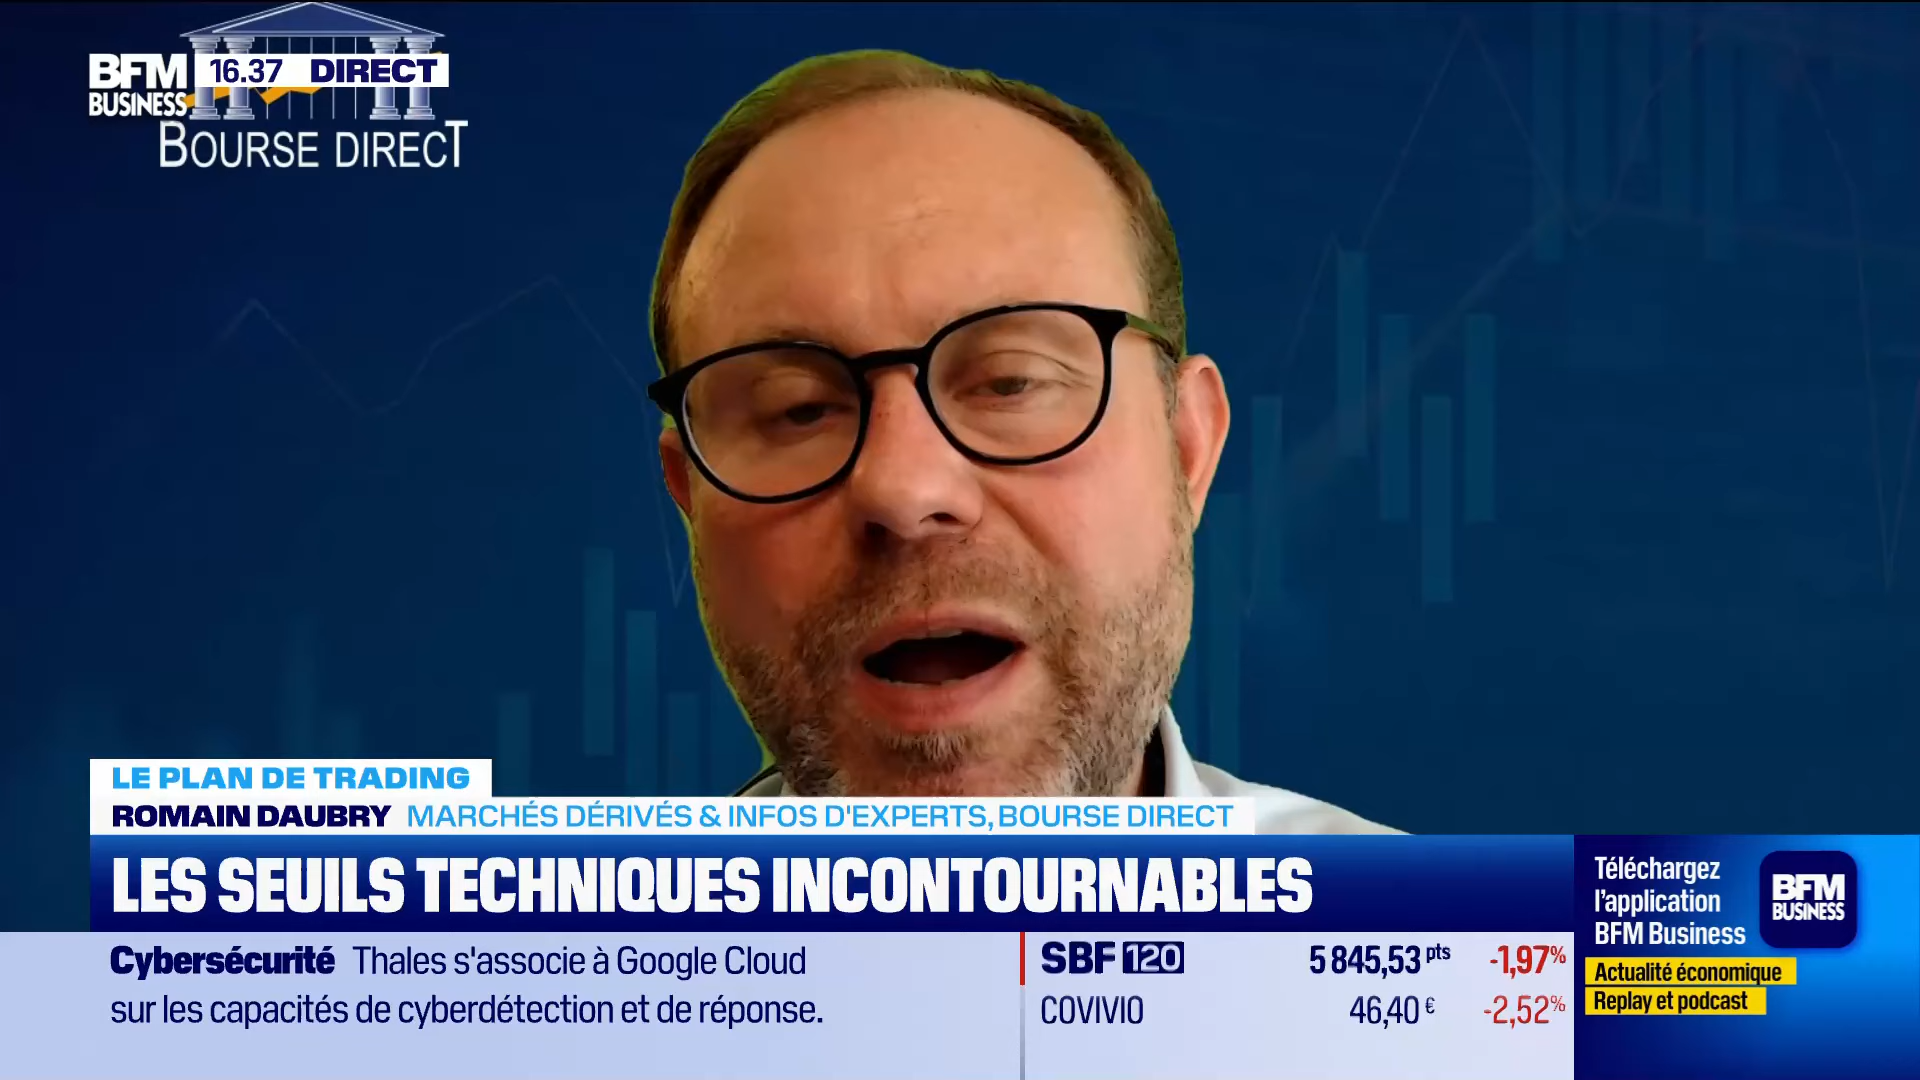 BFM
BUSINESS
16.37 DIRECT
BOURSE DIRECT
LE PLAN DE TRADING
ROMAIN DAUBRY MARCHÉS DÉRIVÉS & INFOS D'EXPERTS, BOURSE DIRECT
LES SEUILS TECHNIQUES INCONTOURNABLES
Cybersécurité Thales s'associe à Google Cloud
sur les capacités de cyberdétection et de réponse.
SBF 120 5 845,53 pts -1,97%
COVIVIO 46,40 € -2,52%
Téléchargez
l'application
BFM Business
BFM
BUSINESS
Actualité économique
Replay et podcast